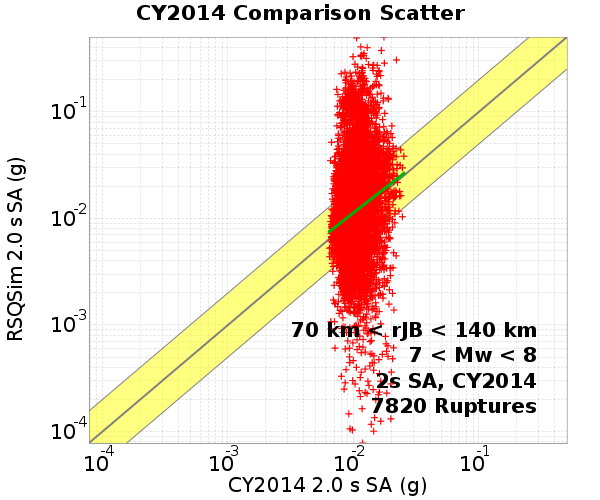 CY2014 Comparison Scatter
RSQSim 2.0 s SA (g)
10-1
10-2
10-3
10-4
70 km < rJB < 140 km
7 < Mw < 8
2s SA, CY2014
7820 Ruptures
10-4 10-3 10-2 10-1
CY2014 2.0 s SA (g)